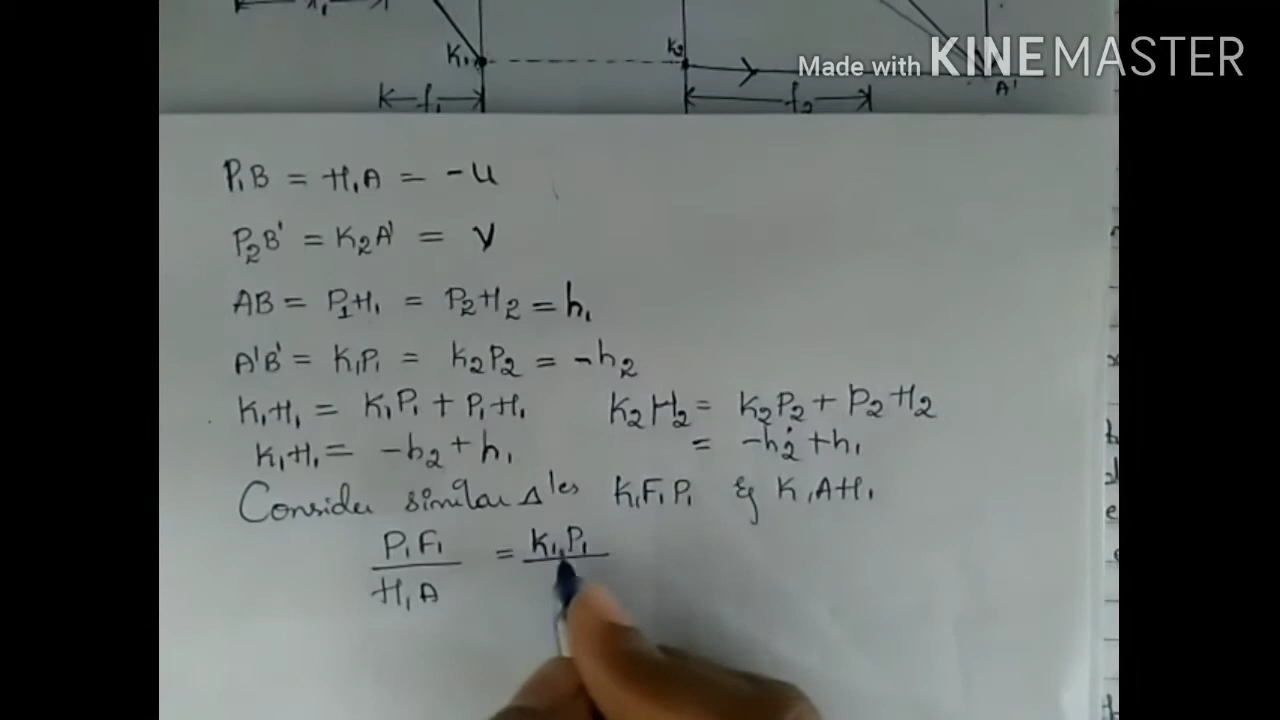 Made with KINEMASTER
K₁ K₂ A'
f₁ f₂
P₁B = H₁A = -u
P₂B' = K₂A' = v
AB = P₁H₁ = P₂H₂ = h₁
A'B' = K₁P₁ = K₂P₂ = -h₂
K₁H₁ = K₁P₁ + P₁H₁ K₂H₂ = K₂P₂ + P₂H₂
K₁H₁ = -h₂ + h₁ = -h₂ + h₁
Consider similar Δles K₁F₁P₁ & K₁AH₁
P₁F₁ = K₁P₁
H₁A